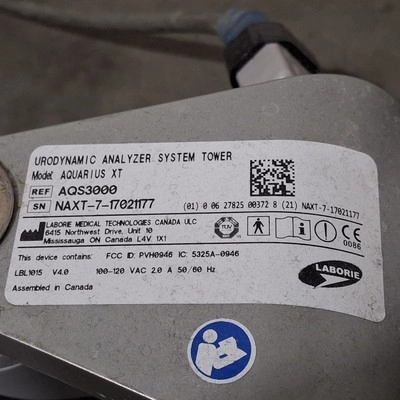 URODYNAMIC ANALYZER SYSTEM TOWER
Model: AQUARIUS XT
REF AQS3000
SN NAXT-7-17021177
(01) 0 06 27825 00372 8 (21) NAXT-7-17021177
LABORIE MEDICAL TECHNOLOGIES CANADA ULC
6415 Northwest Drive, Unit 10
Mississauga ON Canada L4V 1X1
TÜV
CE
0086
This device contains: FCC ID: PVH0946 IC: 5325A-0946
LBL1015 V4.0 100-120 VAC 2.0 A 50/60 Hz
Assembled in Canada
LABORIE